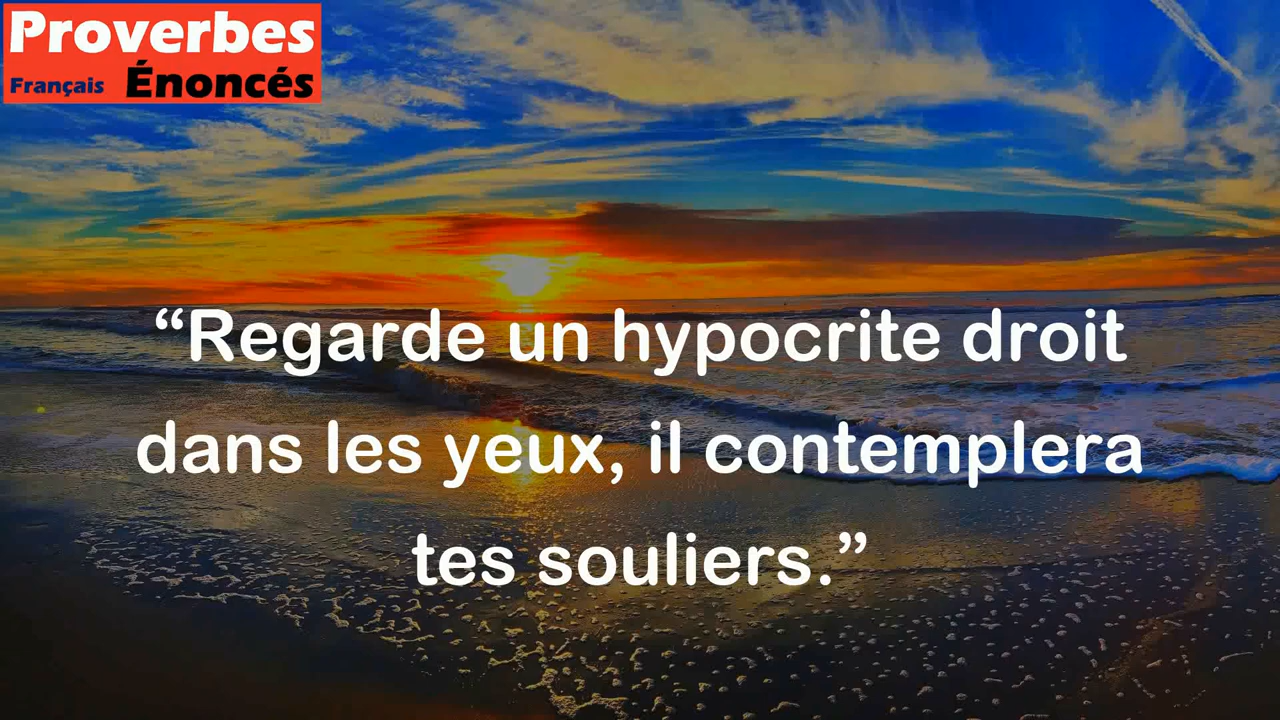 Proverbes
Français Énoncés
“Regarde un hypocrite droit
dans les yeux, il contemplera
tes souliers.”